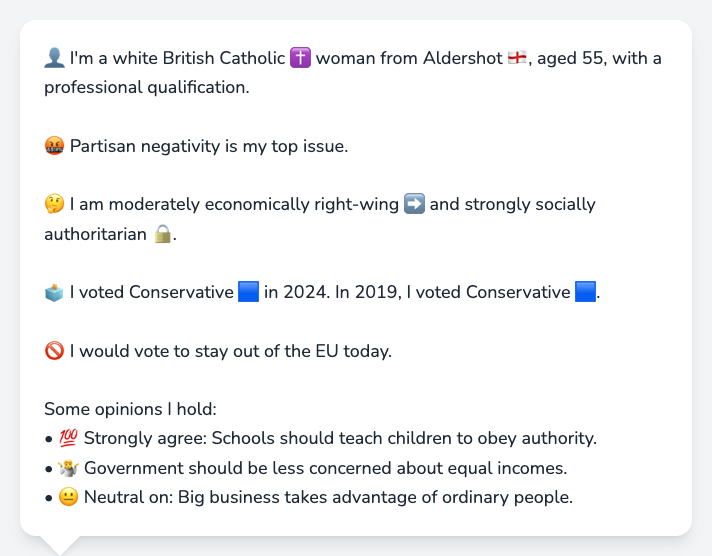 👤 I'm a white British Catholic ✝️ woman from Aldershot 🏴󠁧󠁢󠁥󠁮󠁧󠁿, aged 55, with a
professional qualification.
🤬 Partisan negativity is my top issue.
🤔 I am moderately economically right-wing ➡️ and strongly socially
authoritarian 🔒.
🗳️ I voted Conservative 🟦 in 2024. In 2019, I voted Conservative 🟦.
🚫 I would vote to stay out of the EU today.
Some opinions I hold:
• 💯 Strongly agree: Schools should teach children to obey authority.
• 🤷 Government should be less concerned about equal incomes.
• 😐 Neutral on: Big business takes advantage of ordinary people.